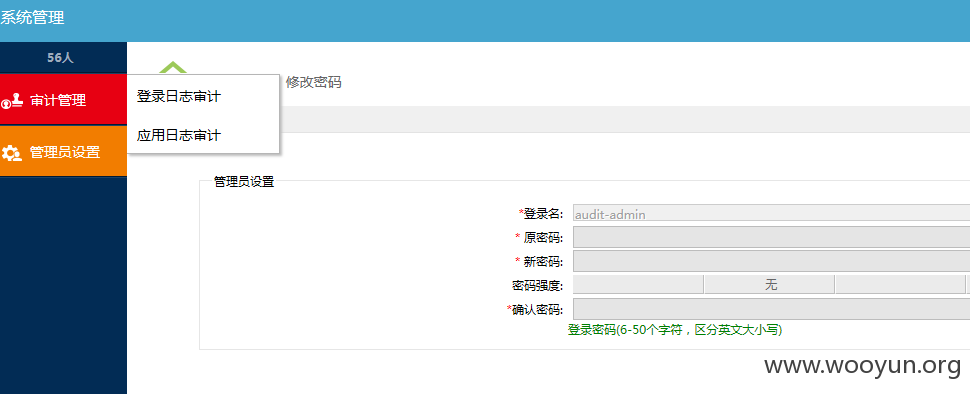 系统管理
56人
审计管理
管理员设置
登录日志审计
应用日志审计
修改密码
管理员设置
*登录名: audit-admin
* 原密码:
* 新密码:
密码强度: 无
*确认密码:
登录密码(6-50个字符，区分英文大小写)
www.wooyun.org